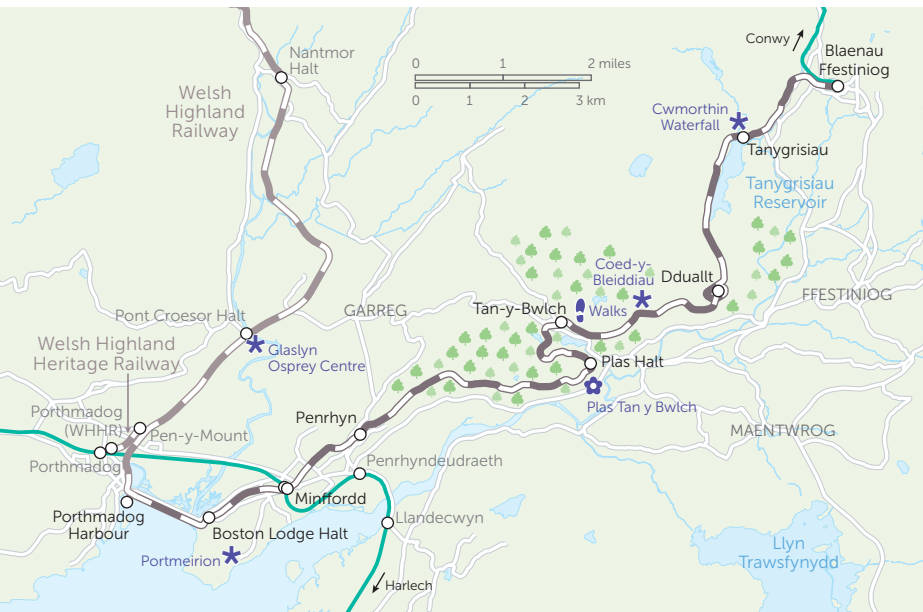 Conwy
Blaenau
Ffestiniog
Nantmor
Halt
0 1 2 miles
0 1 2 3 km
Welsh
Highland
Railway
Cwmorthin
Waterfall
Tanygrisiau
Tanygrisiau
Reservoir
Coed-y-
Bleiddiau
Dduallt
FFESTINIOG
Tan-y-Bwlch
Walks
GARREG
Pont Croesor Halt
Welsh Highland
Heritage Railway
Glaslyn
Osprey Centre
Plas Halt
Plas Tan y Bwlch
Porthmadog
(WHHR)
Pen-y-Mount
Penrhyn
MAENTWROG
Porthmadog
Penrhyndeudraeth
Minffordd
Porthmadog
Harbour
Boston Lodge Halt
Llandecwyn
Portmeirion
Llyn
Trawsfynydd
Harlech